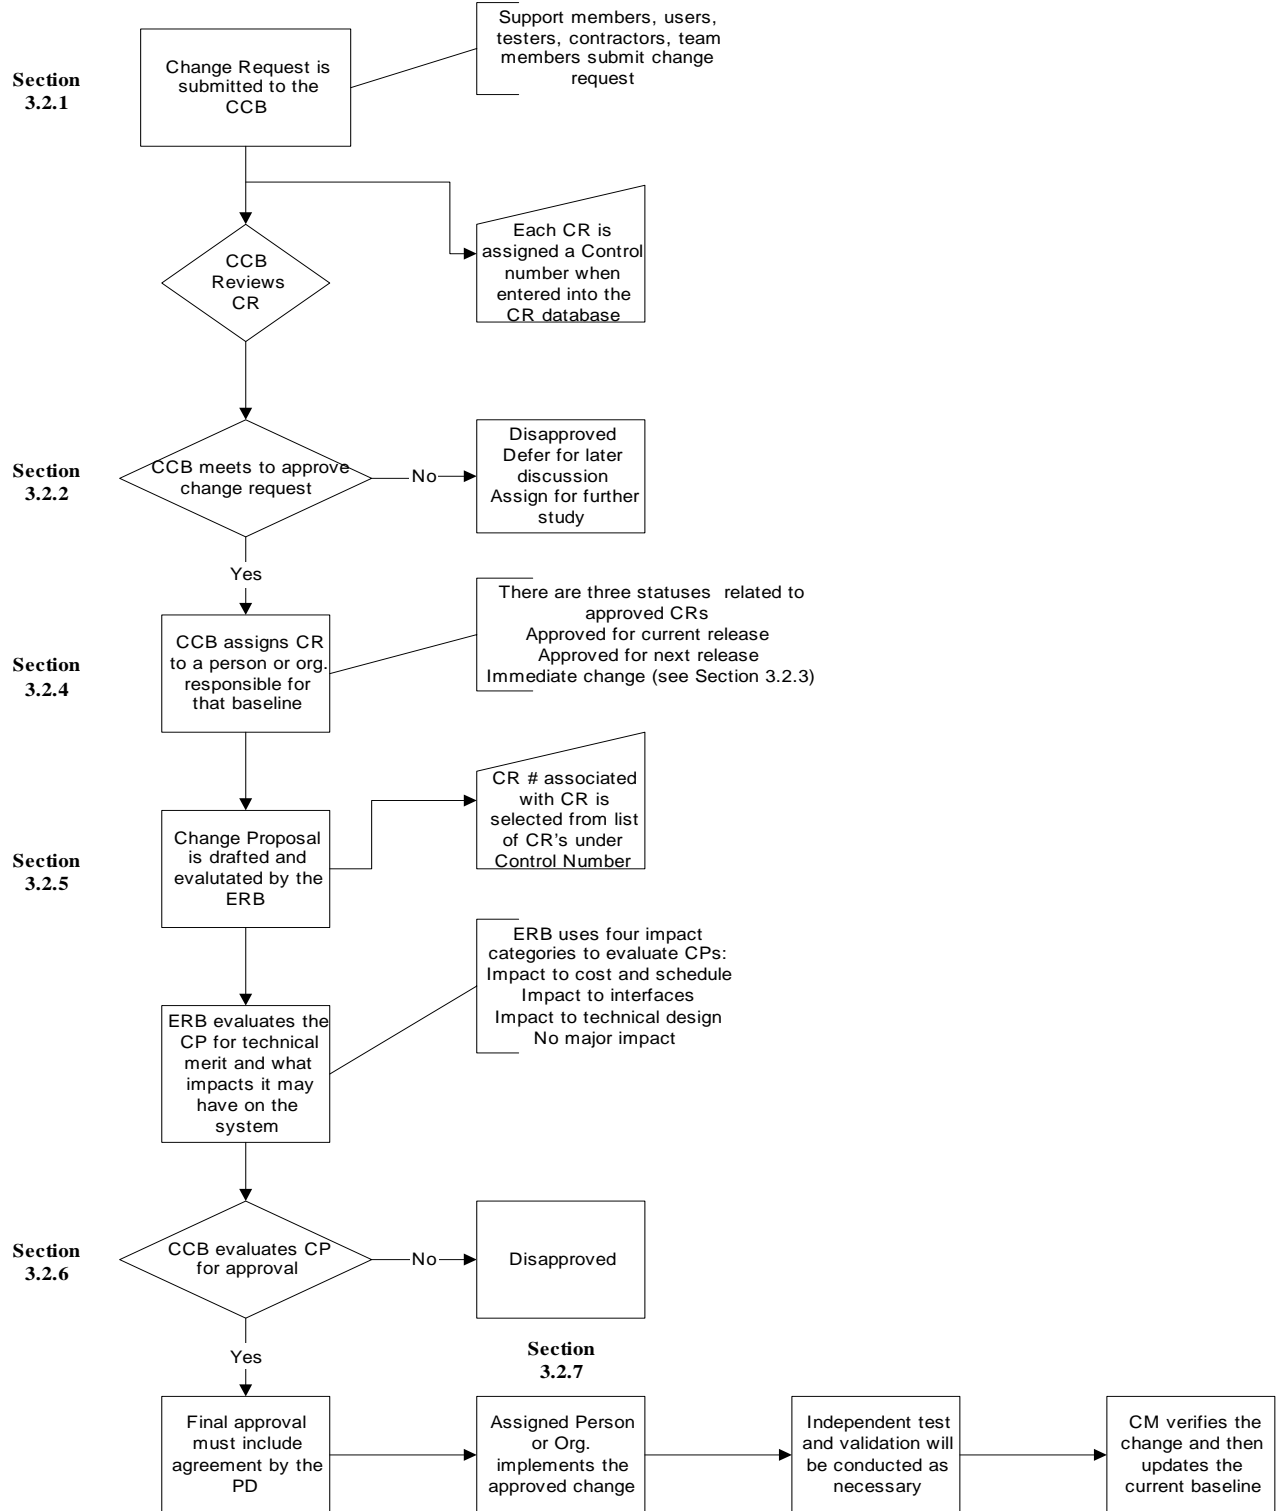 Support members, users,
testers, contractors, team
members submit change
request
Section
3.2.1
Change Request is
submitted to the
CCB
Each CR is
assigned a Control
number when
entered into the
CR database
CCB
Reviews
CR
Section
3.2.2
CCB meets to approve
change request
No
Disapproved
Defer for later
discussion
Assign for further
study
Yes
There are three statuses related to
approved CRs
Approved for current release
Approved for next release
Immediate change (see Section 3.2.3)
Section
3.2.4
CCB assigns CR
to a person or org.
responsible for
that baseline
CR # associated
with CR is
selected from list
of CR's under
Control Number
Section
3.2.5
Change Proposal
is drafted and
evalutated by the
ERB
ERB uses four impact
categories to evaluate CPs:
Impact to cost and schedule
Impact to interfaces
Impact to technical design
No major impact
ERB evaluates the
CP for technical
merit and what
impacts it may
have on the
system
Section
3.2.6
CCB evaluates CP
for approval
No
Disapproved
Yes
Section
3.2.7
Final approval
must include
agreement by the
PD
Assigned Person
or Org.
implements the
approved change
Independent test
and validation will
be conducted as
necessary
CM verifies the
change and then
updates the
current baseline